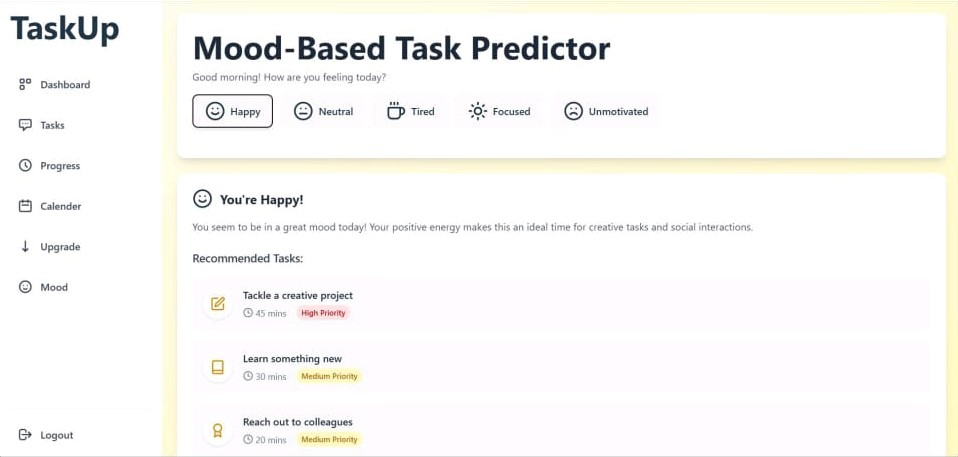 TaskUp
Dashboard
Tasks
Progress
Calender
Upgrade
Mood
Logout
Mood-Based Task Predictor
Good morning! How are you feeling today?
Happy Neutral Tired Focused Unmotivated
You're Happy!
You seem to be in a great mood today! Your positive energy makes this an ideal time for creative tasks and social interactions.
Recommended Tasks:
Tackle a creative project
45 mins High Priority
Learn something new
30 mins Medium Priority
Reach out to colleagues
20 mins Medium Priority